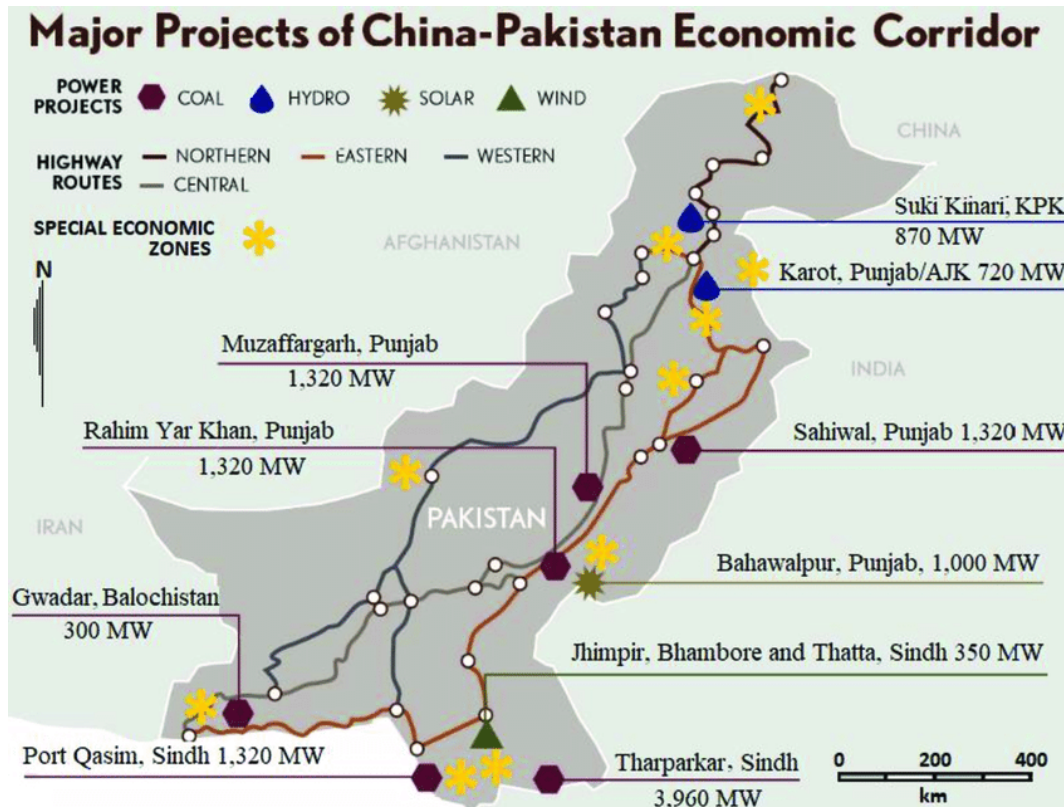 Major Projects of China-Pakistan Economic Corridor
POWER PROJECTS
COAL
HYDRO
SOLAR
WIND
HIGHWAY ROUTES
NORTHERN
EASTERN
WESTERN
CENTRAL
SPECIAL ECONOMIC ZONES
N
CHINA
AFGHANISTAN
Suki Kinari, KPK
870 MW
Karot, Punjab/AJK 720 MW
Muzaffargarh, Punjab
1,320 MW
INDIA
Rahim Yar Khan, Punjab
1,320 MW
Sahiwal, Punjab 1,320 MW
PAKISTAN
IRAN
Bahawalpur, Punjab, 1,000 MW
Gwadar, Balochistan
300 MW
Jhimpir, Bhambore and Thatta, Sindh 350 MW
Port Qasim, Sindh 1,320 MW
Tharparkar, Sindh
3,960 MW
0 200 400
km